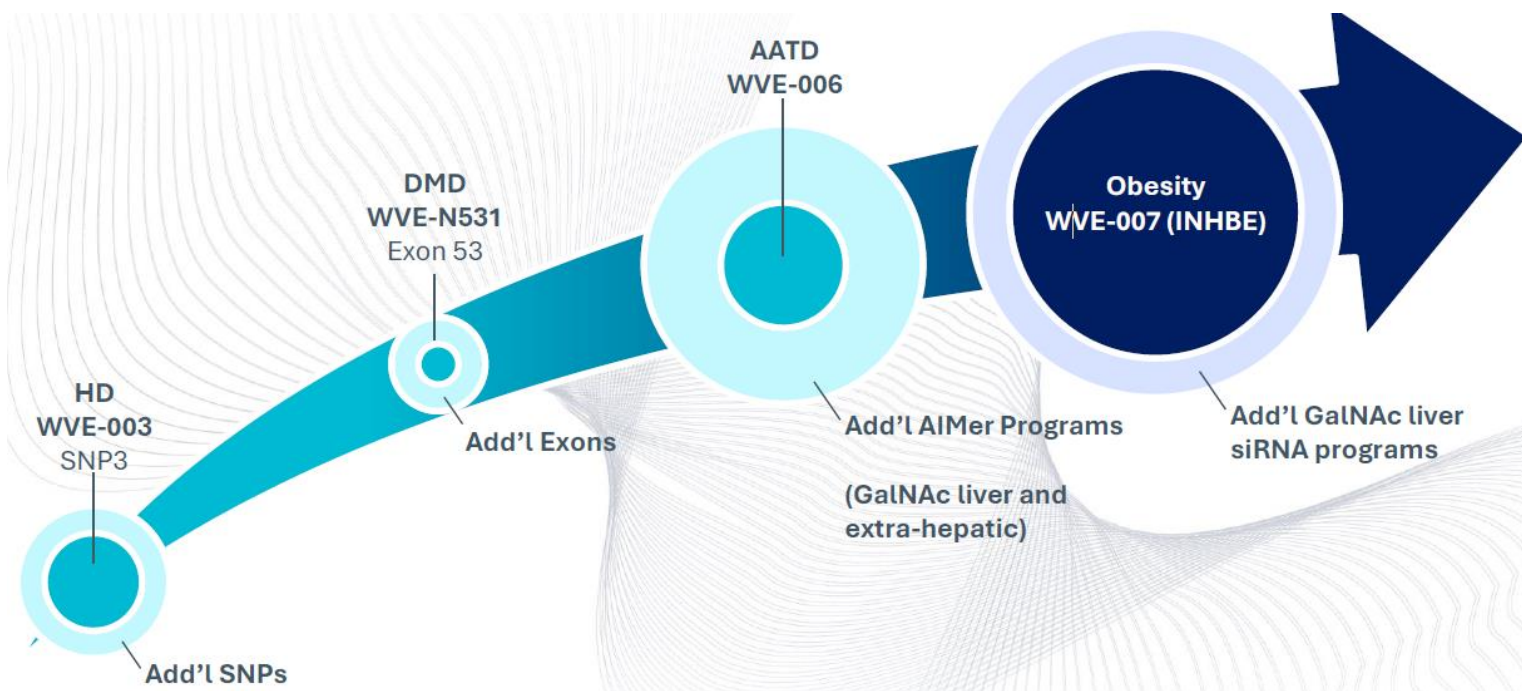 HD
WVE-003
SNP3
Add’l SNPs
DMD
WVE-N531
Exon 53
Add’l Exons
AATD
WVE-006
Add’l AIMer Programs
(GalNAc liver and
extra-hepatic)
Obesity
WVE-007 (INHBE)
Add’l GalNAc liver
siRNA programs